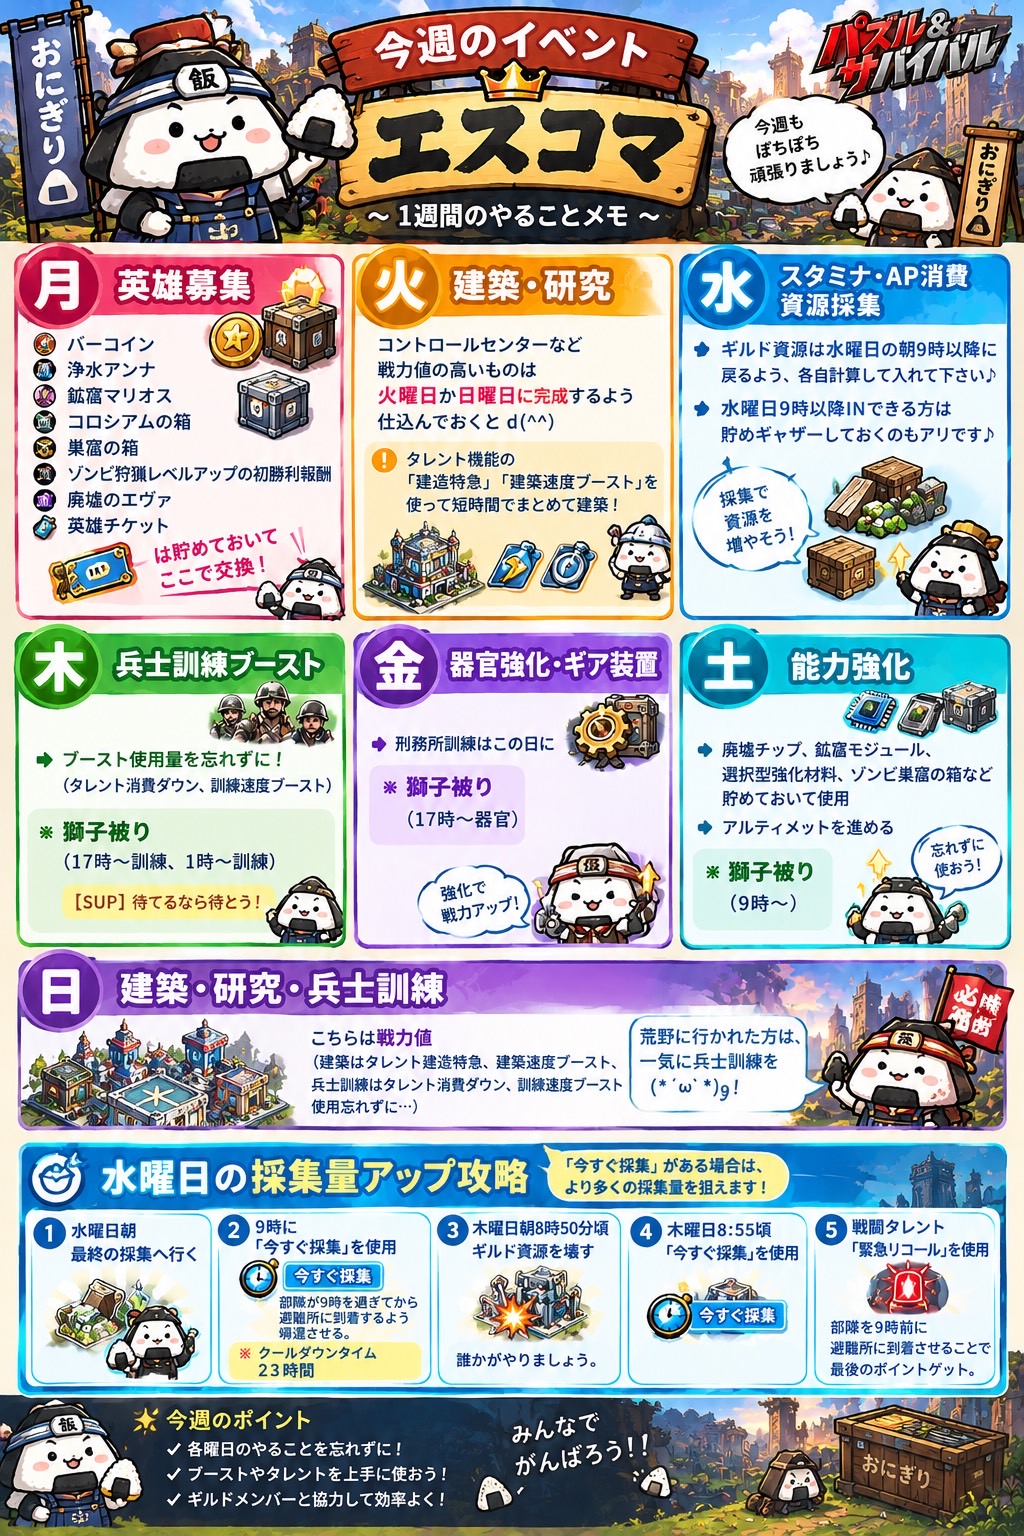 おにぎり
飯
今週のイベント
エスコマ
～ 1週間のやることメモ ～
パズル&
サバイバル
今週も
ぼちぼち
頑張りましょう♪
おにぎり
月 英雄募集
バーコイン
浄水アンナ
鉱窟マリオス
コロシアムの箱
巣窟の箱
ゾンビ狩猟レベルアップの初勝利報酬
廃墟のエヴァ
英雄チケット
は貯めておいて
ここで交換！
火 建築・研究
コントロールセンターなど
戦力値の高いものは
火曜日か日曜日に完成するよう
仕込んでおくと d(^^)
タレント機能の
「建造特急」「建築速度ブースト」を
使って短時間でまとめて建築！
水 スタミナ・AP消費
資源採集
ギルド資源は水曜日の朝9時以降に
戻るよう、各自計算して入れて下さい♪
水曜日9時以降INできる方は
貯めギャザーしておくのもアリです♪
採集で
資源を
増やそう！
木 兵士訓練ブースト
ブースト使用量を忘れずに！
（タレント消費ダウン、訓練速度ブースト）
※ 獅子被り
（17時～訓練、1時～訓練）
【SUP】待てるなら待とう！
金 器官強化・ギア装置
刑務所訓練はこの日に
※ 獅子被り
（17時～器官）
強化で
戦力アップ！
土 能力強化
廃墟チップ、鉱窟モジュール、
選択型強化材料、ゾンビ巣窟の箱など
貯めておいて使用
アルティメットを進める
※ 獅子被り
（9時～）
忘れずに
使おう！
日 建築・研究・兵士訓練
こちらは戦力値
（建築はタレント建造特急、建築速度ブースト、
兵士訓練はタレント消費ダウン、訓練速度ブースト
使用忘れずに…）
荒野に行かれた方は、
一気に兵士訓練を
(*´ω`*)g！
水曜日の採集量アップ攻略
「今すぐ採集」がある場合は、
より多くの採集量を狙えます！
1 水曜日朝
最終の採集へ行く
2 9時に
「今すぐ採集」を使用
今すぐ採集
部隊が9時を過ぎてから
避難所に到着するよう
帰還させる。
※ クールダウンタイム
23時間
3 木曜日朝8時50分頃
ギルド資源を壊す
誰かがやりましょう。
4 木曜日8:55頃
「今すぐ採集」を使用
今すぐ採集
5 戦闘タレント
「緊急リコール」を使用
部隊を9時前に
避難所に到着させることで
最後のポイントゲット。
飯
今週のポイント
✓ 各曜日のやることを忘れずに！
✓ ブーストやタレントを上手に使おう！
✓ ギルドメンバーと協力して効率よく！
みんなで
がんばろう!!
おにぎり